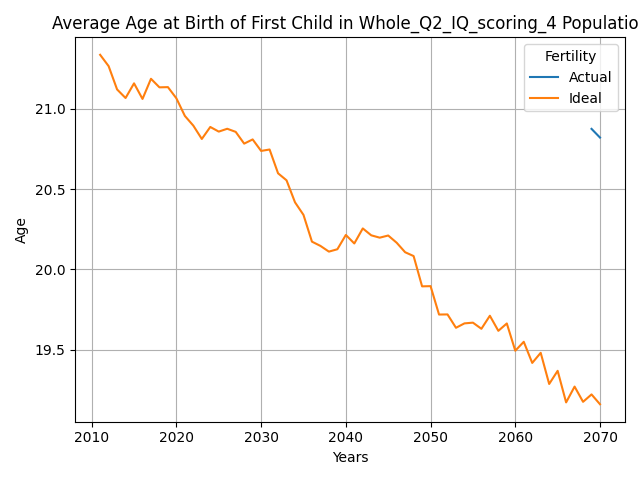 Average Age at Birth of First Child in Whole_Q2_IQ_scoring_4 Populatio
Fertility
Actual
Ideal
21.0
20.5
20.0
19.5
Age
2010 2020 2030 2040 2050 2060 2070
Years